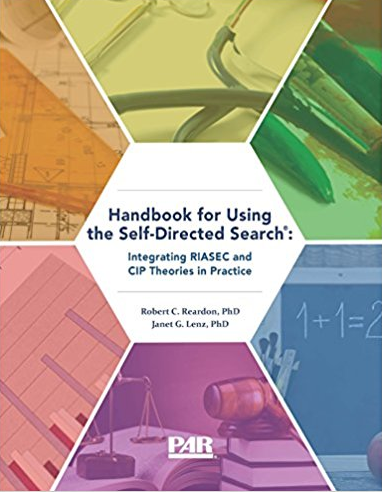 Handbook for Using
the Self-Directed Search®:
Integrating RIASEC and
CIP Theories in Practice
Robert C. Reardon, PhD
Janet G. Lenz, PhD
1+1=2
PAR